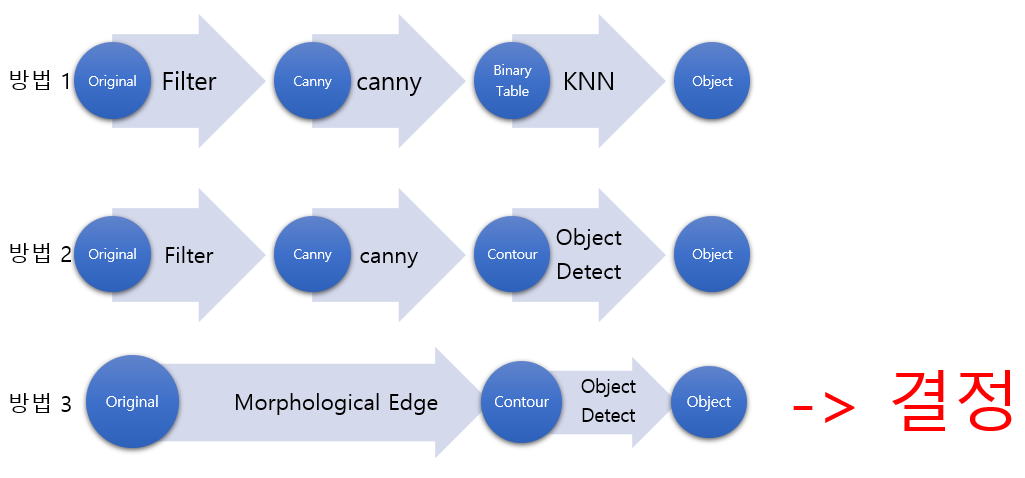 방법 1 Original Filter Canny canny Binary Table KNN Object
방법 2 Original Filter Canny canny Contour Object Detect Object
방법 3 Original Morphological Edge Contour Object Detect Object -> 결정